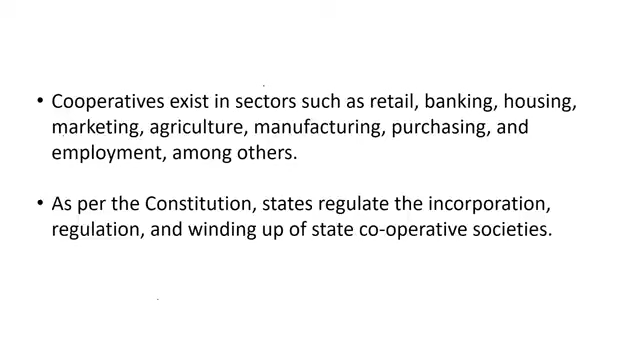 • Cooperatives exist in sectors such as retail, banking, housing,
marketing, agriculture, manufacturing, purchasing, and
employment, among others.
• As per the Constitution, states regulate the incorporation,
regulation, and winding up of state co-operative societies.